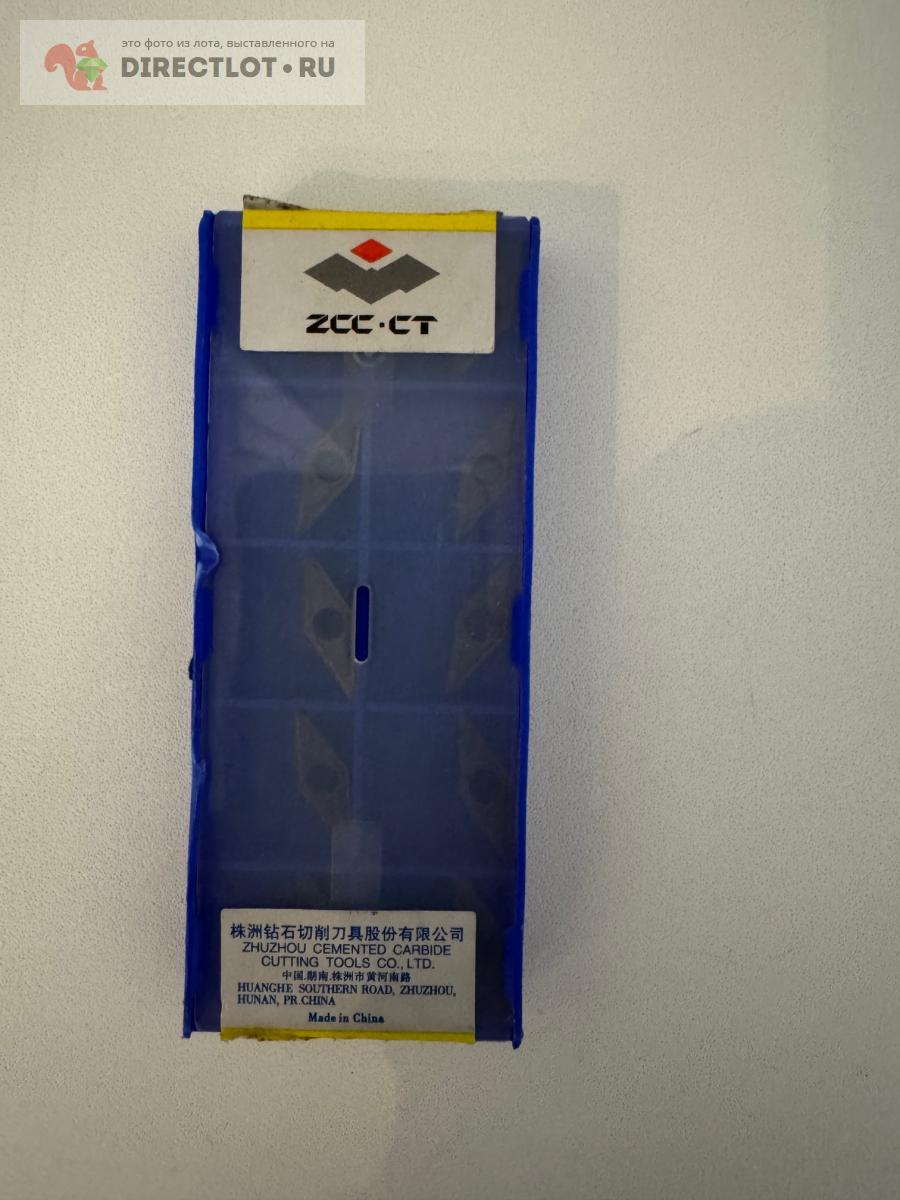 это фото из лота, выставленного на
DIRECTLOT•RU
ZCC·CT
株洲钻石切削刀具股份有限公司
ZHUZHOU CEMENTED CARBIDE
CUTTING TOOLS CO., LTD.
中国.湖南.株洲市黄河南路
HUANGHE SOUTHERN ROAD, ZHUZHOU,
HUNAN, PR.CHINA
Made in China